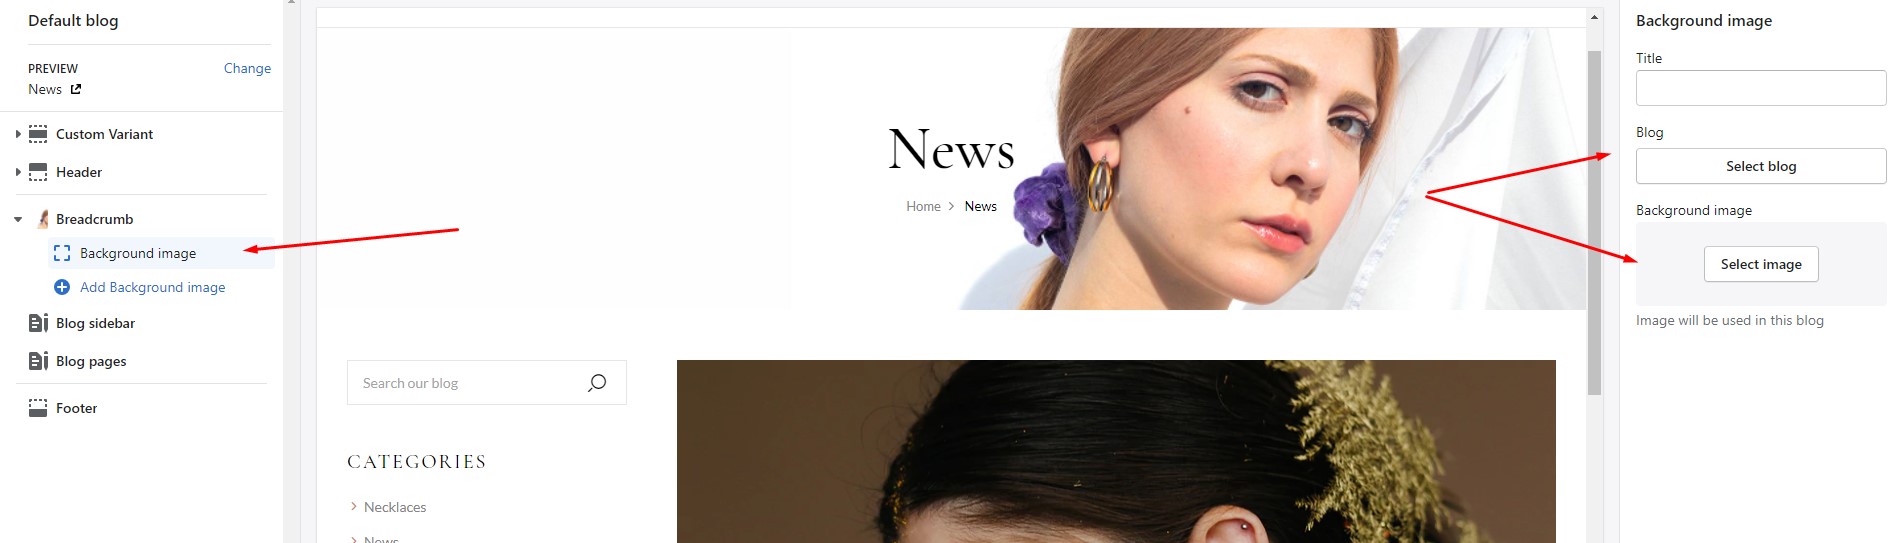 Default blog
PREVIEW
Change
News
Custom Variant
Header
Breadcrumb
Background image
Add Background image
Blog sidebar
Blog pages
Footer
News
Home > News
Search our blog
CATEGORIES
> Necklaces
News
Background image
Title
Blog
Select blog
Background image
Select image
Image will be used in this blog